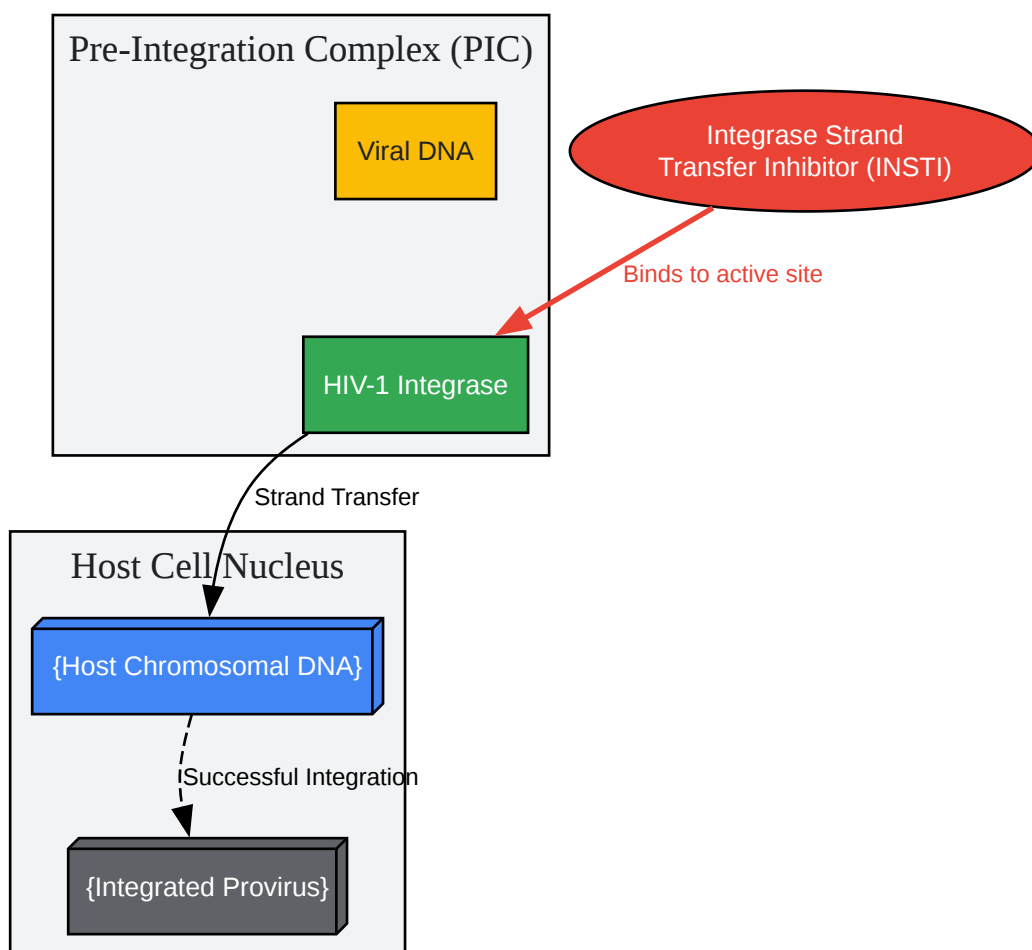 Pre-Integration Complex (PIC)
Viral DNA
Integrase Strand
Transfer Inhibitor (INSTI)
Binds to active site
HIV-1 Integrase
Strand Transfer
Host Cell Nucleus
{Host Chromosomal DNA}
Successful Integration
{Integrated Provirus}